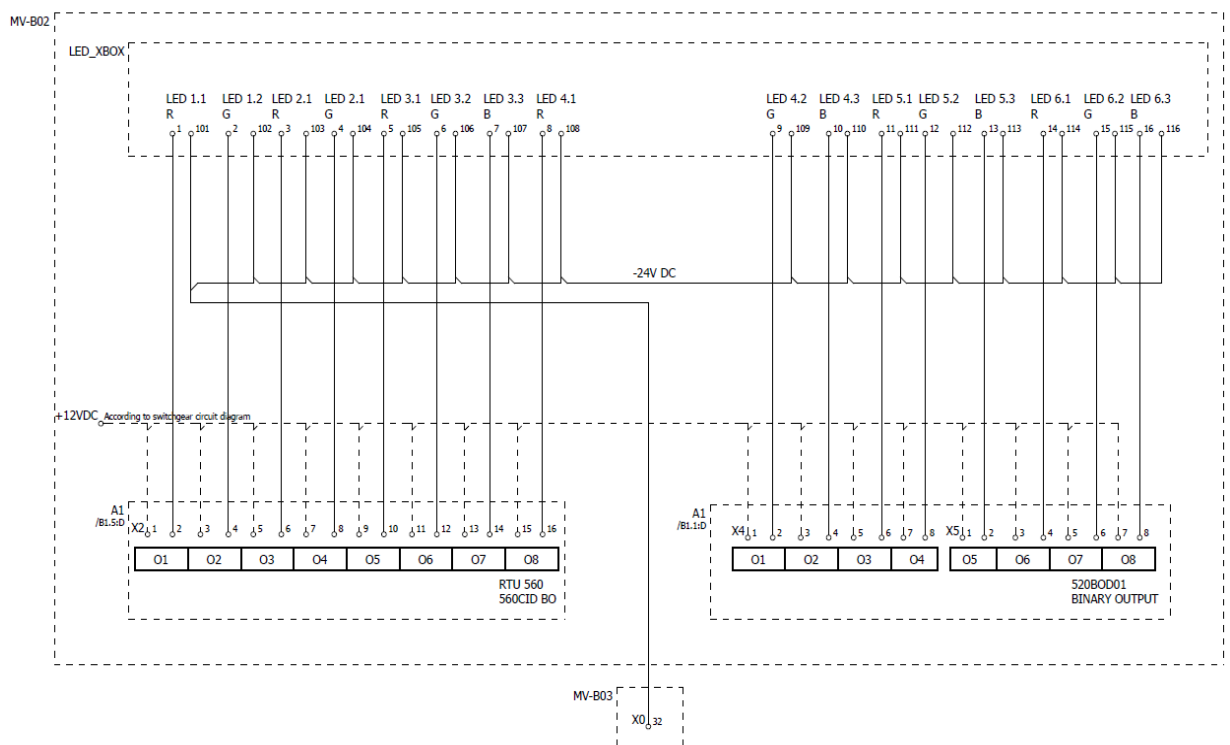 MV-B02
LED_XBOX
LED 1.1 LED 1.2 LED 2.1 LED 2.1 LED 3.1 LED 3.2 LED 3.3 LED 4.1 LED 4.2 LED 4.3 LED 5.1 LED 5.2 LED 5.3 LED 6.1 LED 6.2 LED 6.3
R G R G R G B R G B R G B R G B
1 101 2 102 3 103 4 104 5 105 6 106 7 107 8 108 9 109 10 110 11 111 12 112 13 113 14 114 15 115 16 116
-24V DC
+12VDC According to switchgear circuit diagram
A1 A1
/B1.5:D /B1.1:D
X2 1 2 3 4 5 6 7 8 9 10 11 12 13 14 15 16 X4 1 2 3 4 5 6 7 8 X5 1 2 3 4 5 6 7 8
O1 O2 O3 O4 O5 O6 O7 O8 O1 O2 O3 O4 O5 O6 O7 O8
RTU 560 520BOD01
560CID BO BINARY OUTPUT
MV-B03
X0 32